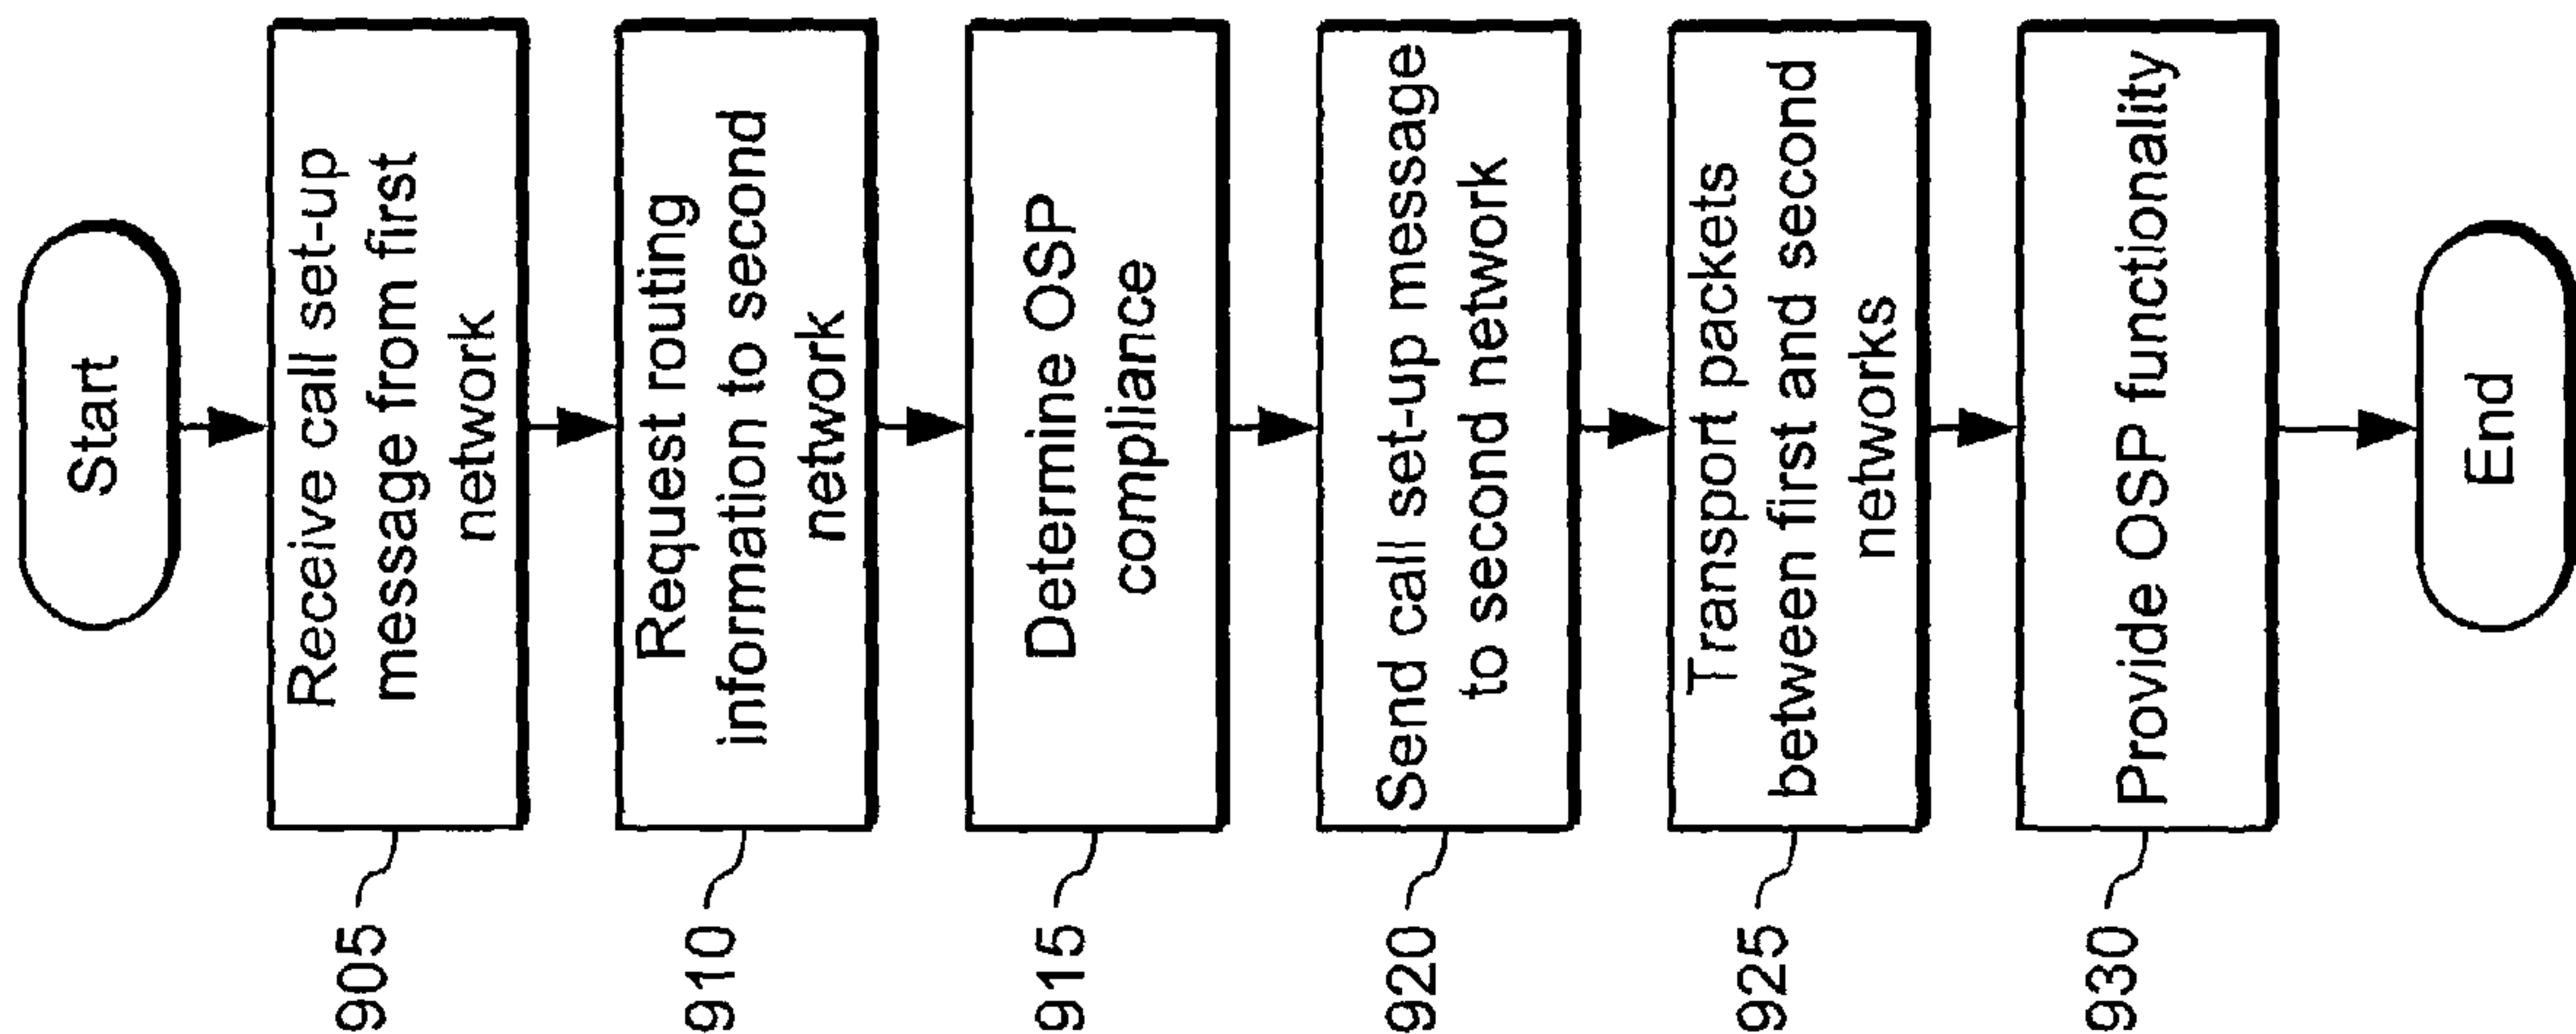 Start
905
Receive call set-up
message from first
network
910
Request routing
information to second
network
915
Determine OSP
compliance
920
Send call set-up message
to second network
925
Transport packets
between first and second
networks
930
Provide OSP functionality
End